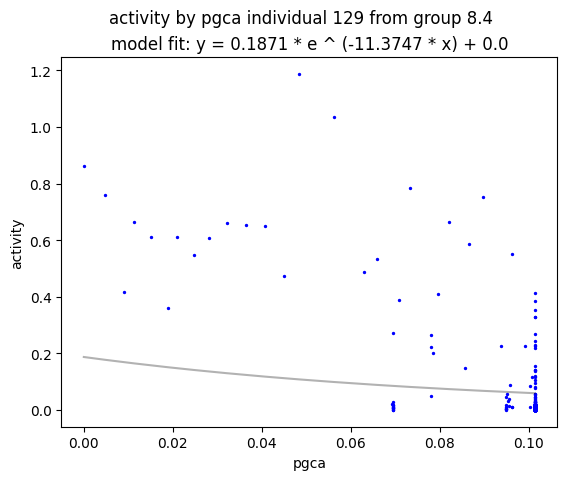 activity by pgca individual 129 from group 8.4
model fit: y = 0.1871 * e ^ (-11.3747 * x) + 0.0
1.2
1.0
0.8
0.6
0.4
0.2
0.0
activity
0.00 0.02 0.04 0.06 0.08 0.10
pgca